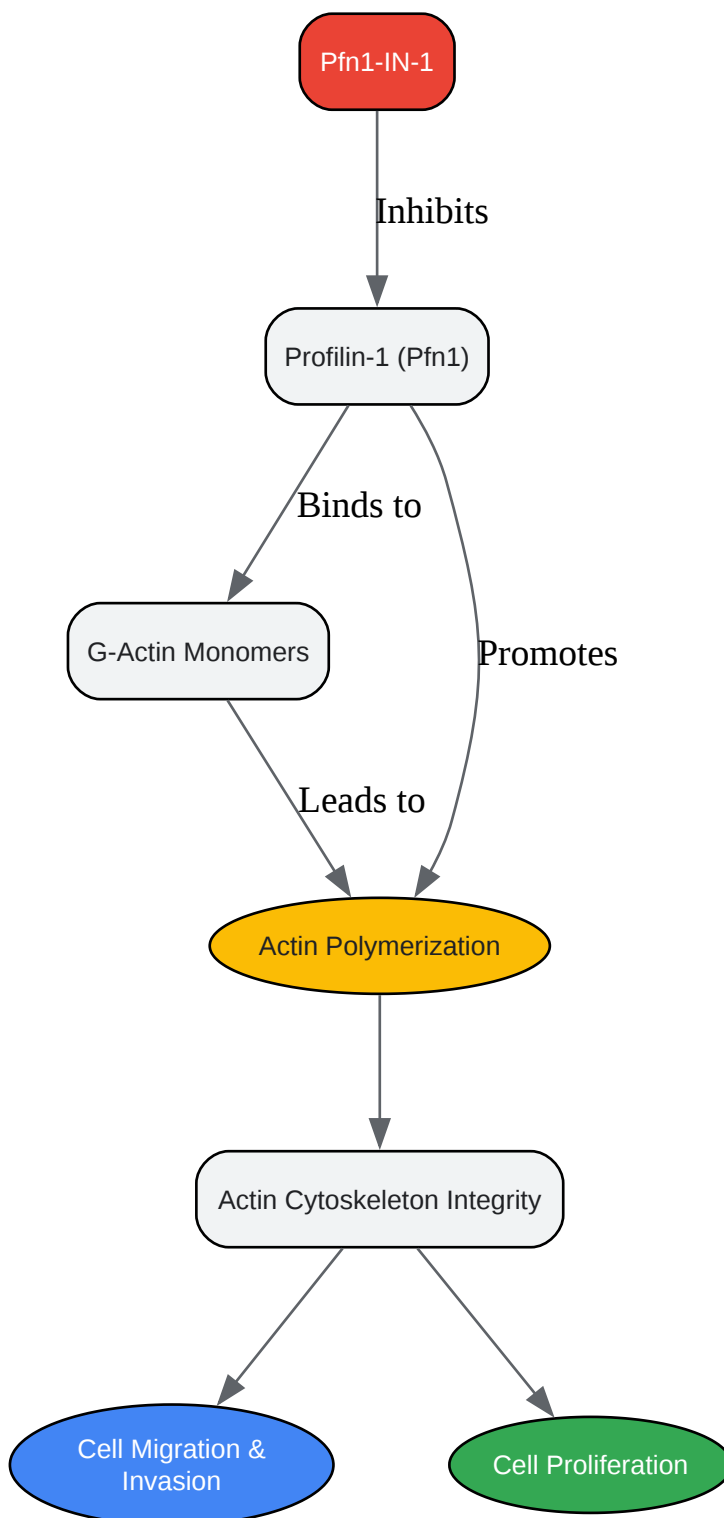 Pfn1-IN-1
Inhibits
Profilin-1 (Pfn1)
Binds to
G-Actin Monomers
Promotes
Leads to
Actin Polymerization
Actin Cytoskeleton Integrity
Cell Migration &
Invasion
Cell Proliferation